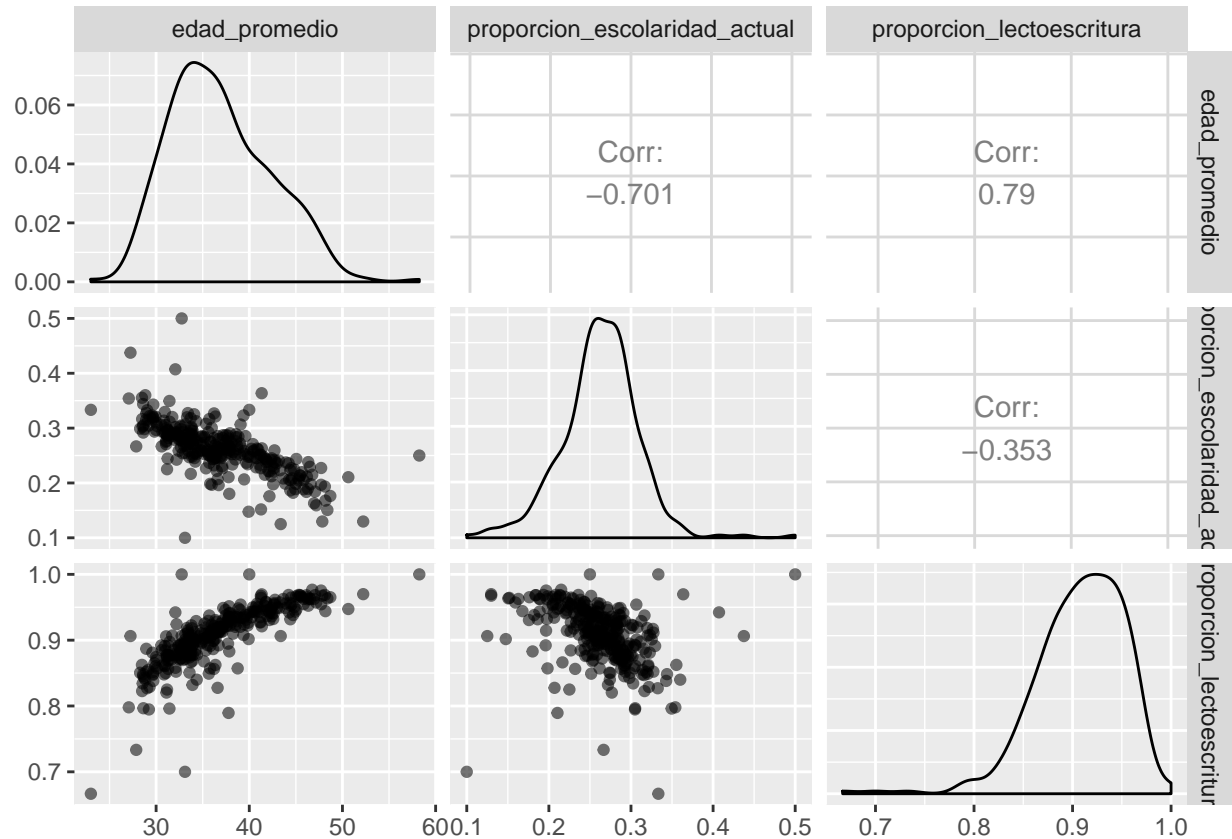 edad_promedio proporcion_escolaridad_actual proporcion_lectoescritura
0.06
0.04
0.02
0.00
Corr:
−0.701
Corr:
0.79
edad_promedio
0.5
0.4
0.3
0.2
0.1
Corr:
−0.353
porcion_escolaridad_ac
1.0
0.9
0.8
0.7
roporcion_lectoescritur
30 40 50 60 0.1 0.2 0.3 0.4 0.5 0.7 0.8 0.9 1.0